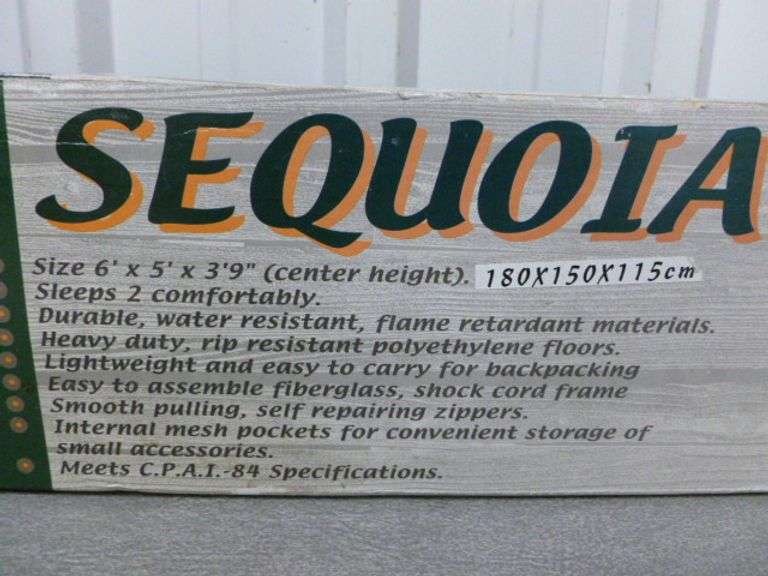 SEQUOIA
Size 6' x 5' x 3'9" (center height). 180X150X115cm
Sleeps 2 comfortably.
Durable, water resistant, flame retardant materials.
Heavy duty, rip resistant polyethylene floors.
Lightweight and easy to carry for backpacking
Easy to assemble fiberglass, shock cord frame
Smooth pulling, self repairing zippers.
Internal mesh pockets for convenient storage of
small accessories.
Meets C.P.A.I.-84 Specifications.